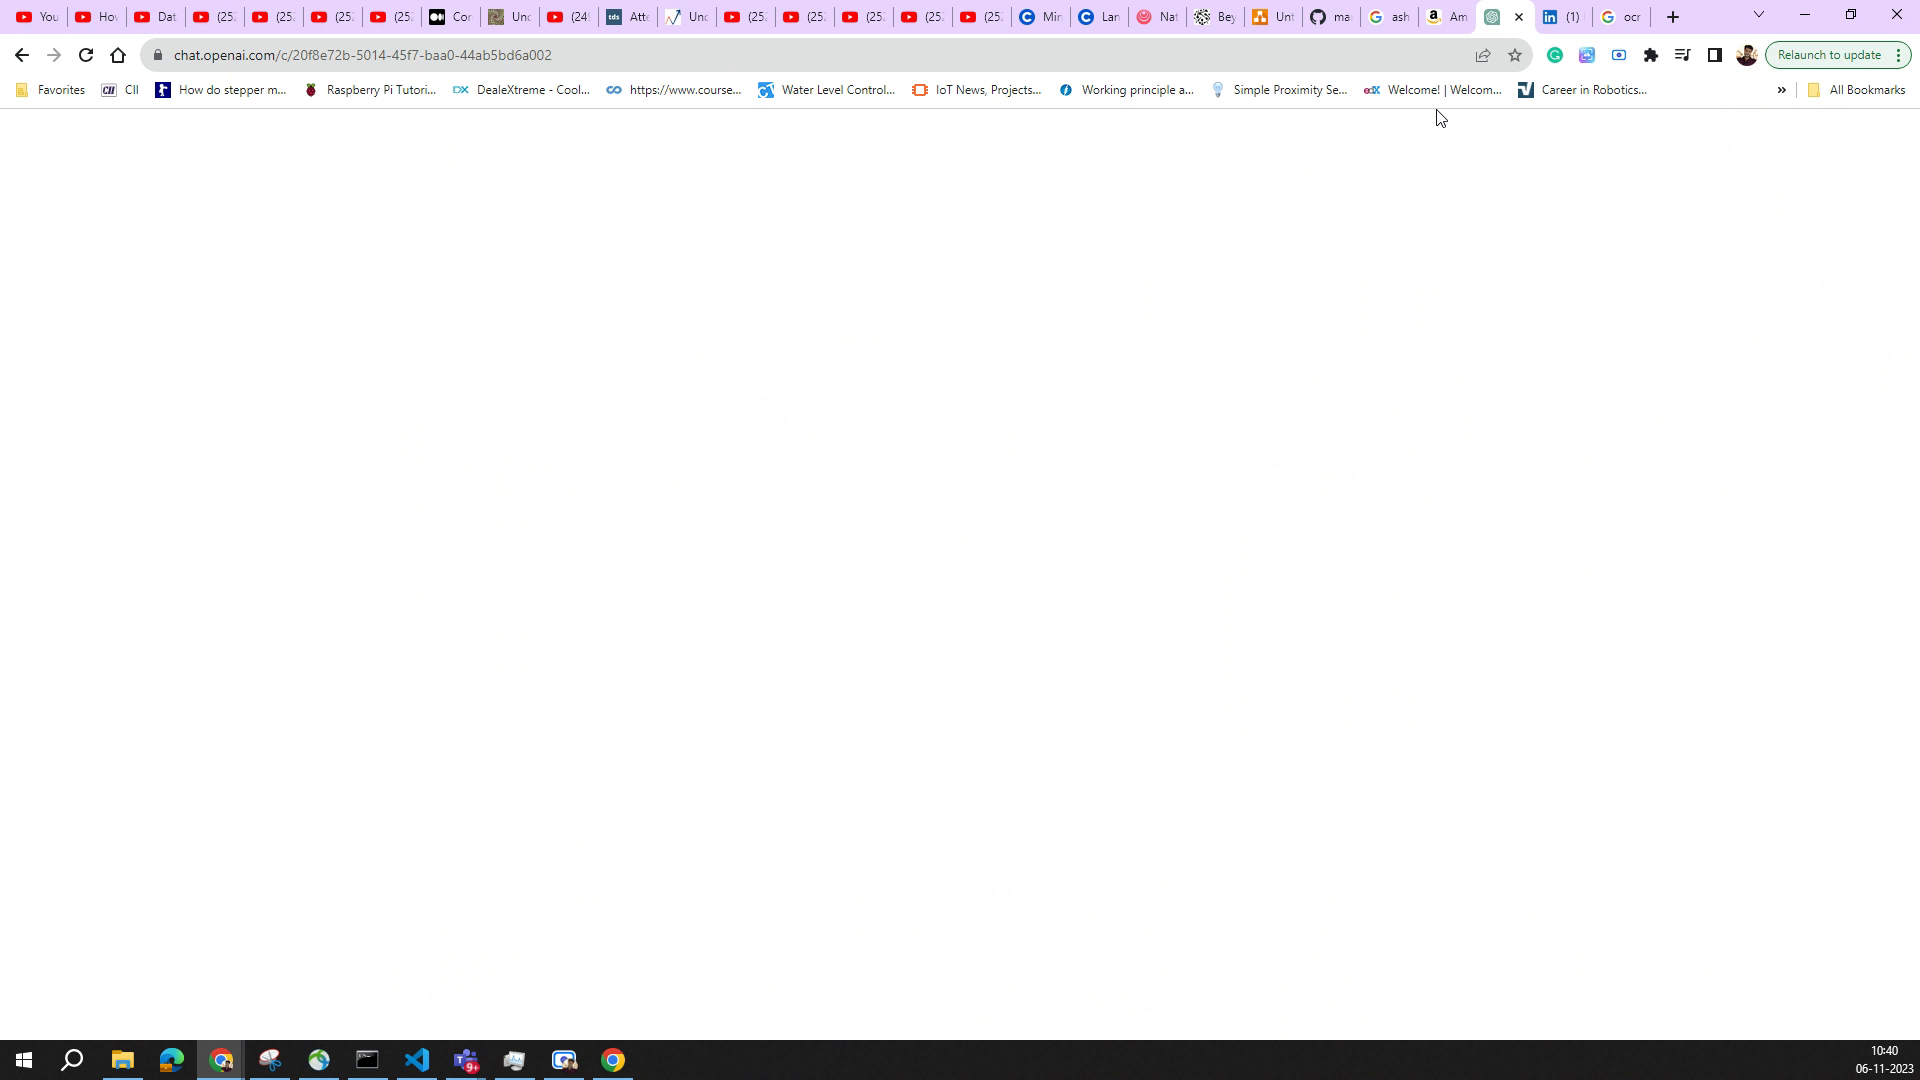 You Hov Dat (25 (25 (25 (25 Cor Unc (249 Atte Unc (25 (25 (25 (25 (25 Mir Lan Nat Bey Unt ma ash Am (1) ocr
chat.openai.com/c/20f8e72b-5014-45f7-baa0-44ab5bd6a002 Relaunch to update
Favorites CII How do stepper m... Raspberry Pi Tutori... DealeXtreme - Cool... https://www.course... Water Level Control... IoT News, Projects... Working principle a... Simple Proximity Se... Welcome! | Welcom... Career in Robotics... » All Bookmarks
10:40
06-11-2023